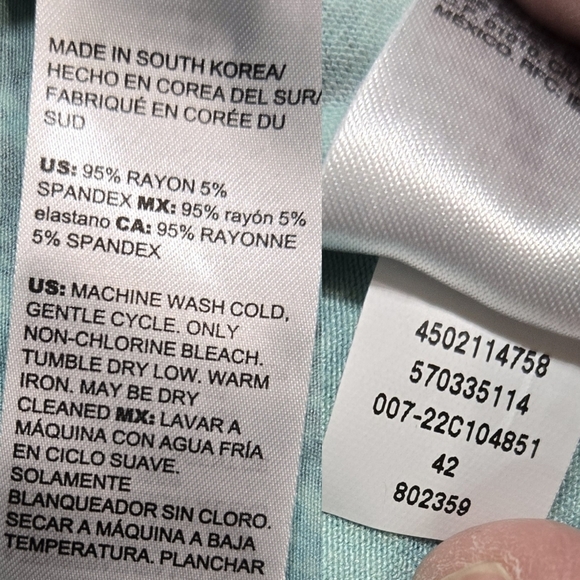 MADE IN SOUTH KOREA/
HECHO EN COREA DEL SUR/
FABRIQUÉ EN CORÉE DU
SUD
US: 95% RAYON 5%
SPANDEX MX: 95% rayón 5%
elastano CA: 95% RAYONNE
5% SPANDEX
US: MACHINE WASH COLD,
GENTLE CYCLE. ONLY
NON-CHLORINE BLEACH.
TUMBLE DRY LOW. WARM
IRON. MAY BE DRY
CLEANED MX: LAVAR A
MÁQUINA CON AGUA FRÍA
EN CICLO SUAVE.
SOLAMENTE
BLANQUEADOR SIN CLORO.
SECAR A MÁQUINA A BAJA
TEMPERATURA. PLANCHAR
MÉXICO. RFC:
4502114758
570335114
007-22C104851
42
802359